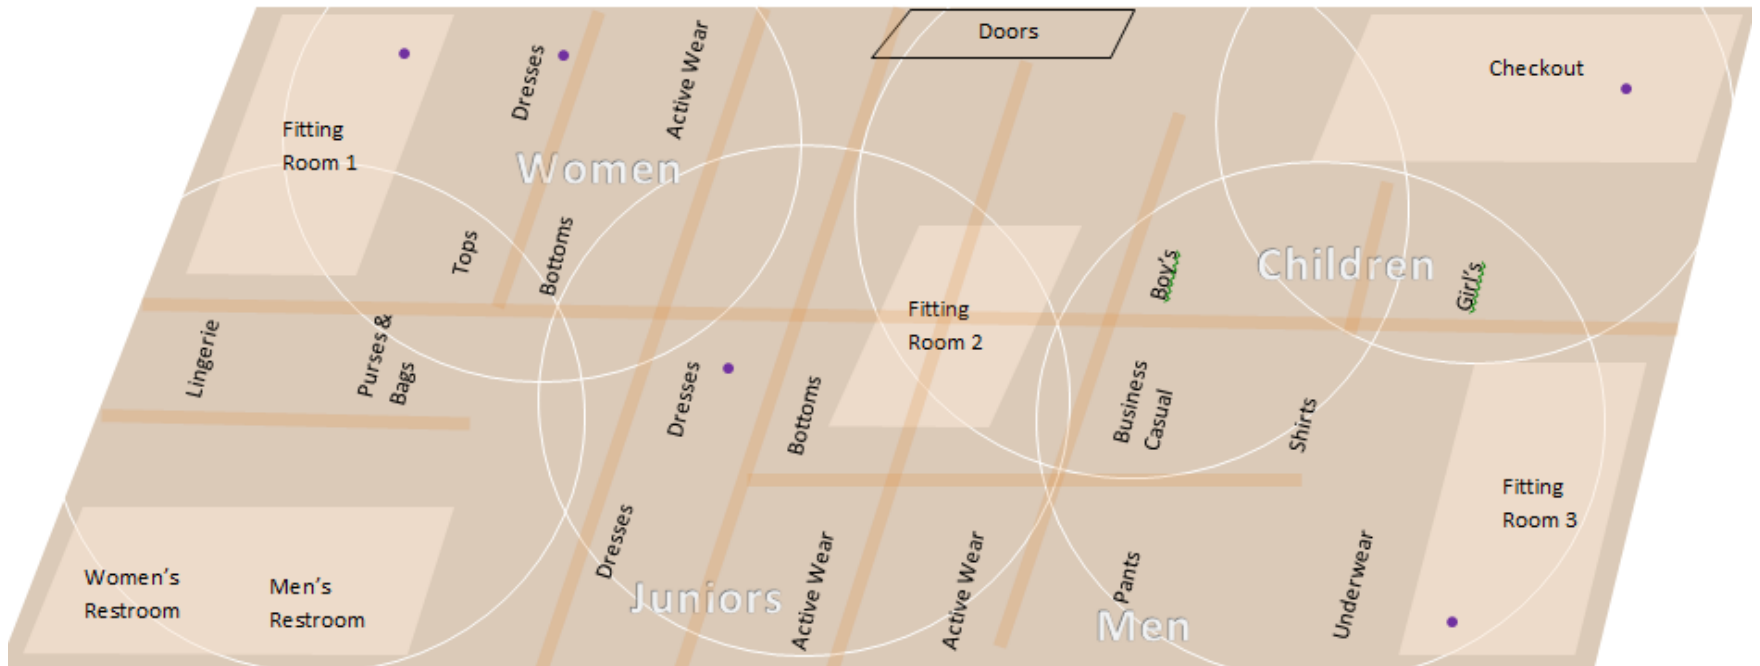 Doors
Checkout
Dresses
Active Wear
Fitting
Room 1
Women
Tops
Bottoms
Boy's
Children
Girl's
Lingerie
Purses &
Bags
Dresses
Bottoms
Fitting
Room 2
Business
Casual
Shirts
Fitting
Room 3
Women's
Restroom
Men's
Restroom
Dresses
Juniors
Active Wear
Active Wear
Pants
Men
Underwear